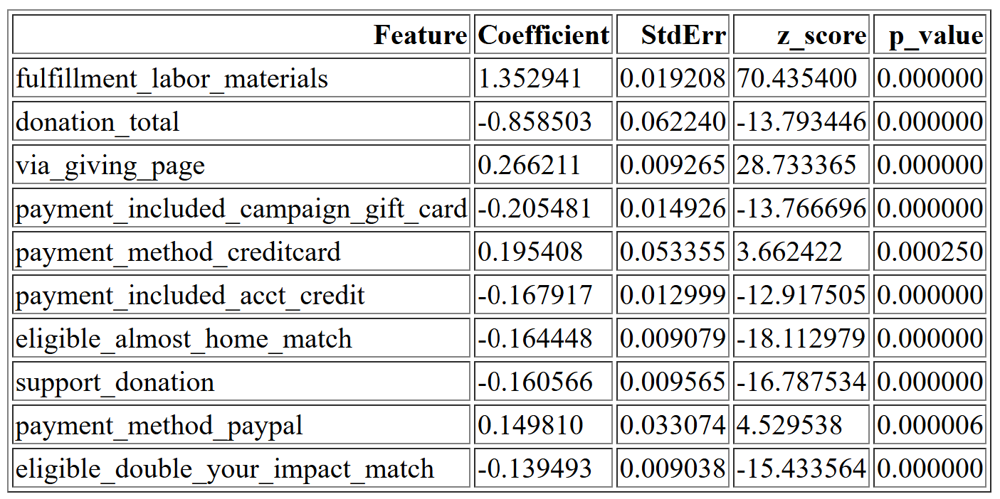 Feature Coefficient StdErr z_score p_value
fulfillment_labor_materials 1.352941 0.019208 70.435400 0.000000
donation_total -0.858503 0.062240 -13.793446 0.000000
via_giving_page 0.266211 0.009265 28.733365 0.000000
payment_included_campaign_gift_card -0.205481 0.014926 -13.766696 0.000000
payment_method_creditcard 0.195408 0.053355 3.662422 0.000250
payment_included_acct_credit -0.167917 0.012999 -12.917505 0.000000
eligible_almost_home_match -0.164448 0.009079 -18.112979 0.000000
support_donation -0.160566 0.009565 -16.787534 0.000000
payment_method_paypal 0.149810 0.033074 4.529538 0.000006
eligible_double_your_impact_match -0.139493 0.009038 -15.433564 0.000000